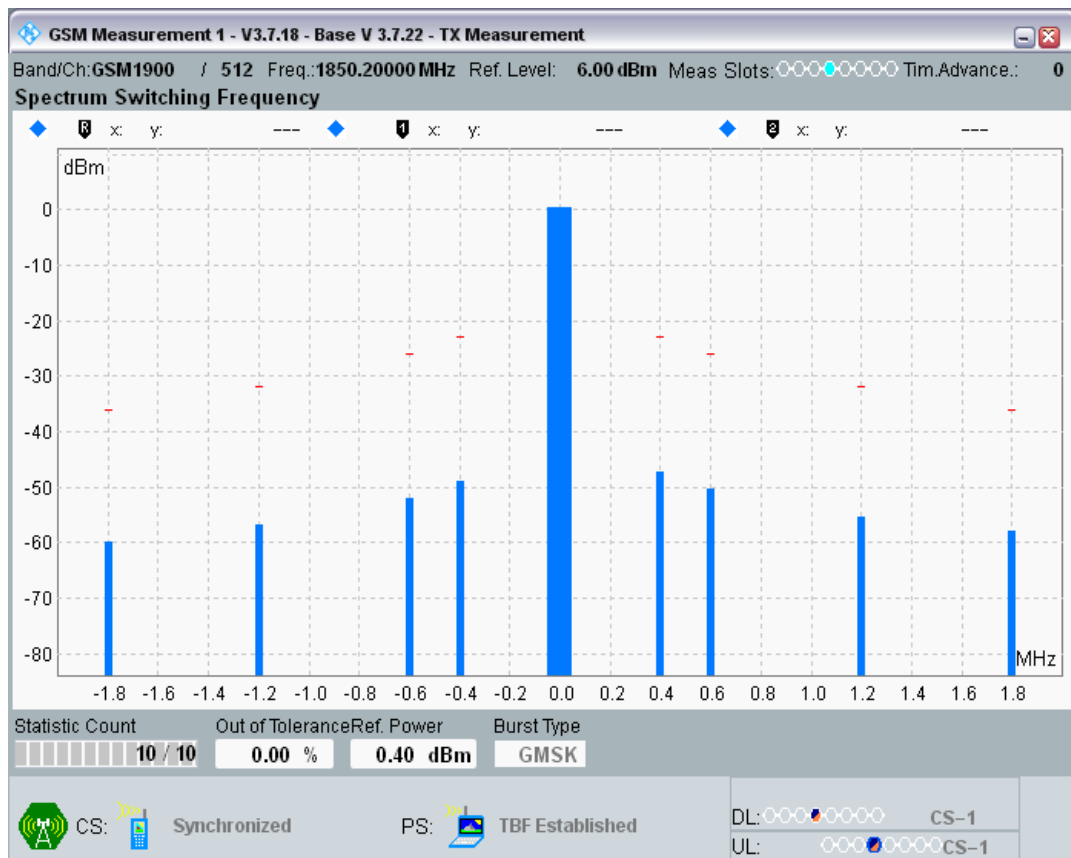 GSM Measurement 1 - V3.7.18 - Base V 3.7.22 - TX Measurement
Band/Ch:GSM1900 / 512 Freq.:1850.20000 MHz Ref. Level: 6.00 dBm Meas Slots: Tim.Advance.: 0
Spectrum Switching Frequency
R x: y: --- 1 x: y: --- 2 x: y: ---
dBm
0
-10
-20
-30
-40
-50
-60
-70
-80
MHz
-1.8 -1.6 -1.4 -1.2 -1.0 -0.8 -0.6 -0.4 -0.2 0.0 0.2 0.4 0.6 0.8 1.0 1.2 1.4 1.6 1.8
Statistic Count Out of Tolerance Ref. Power Burst Type
10 / 10 0.00 % 0.40 dBm GMSK
CS: Synchronized PS: TBF Established DL: CS-1
UL: CS-1